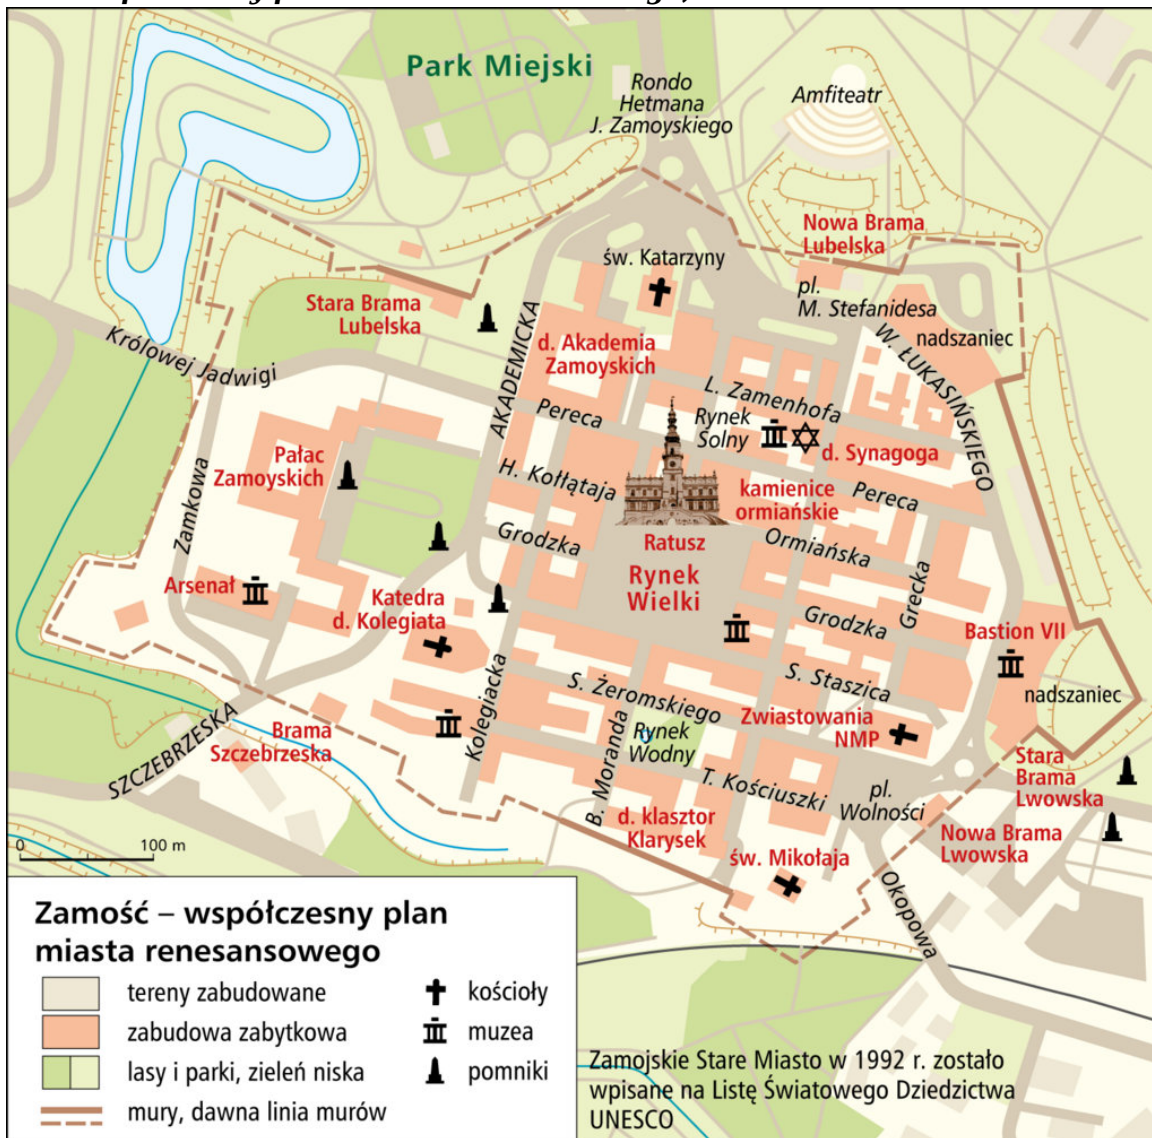 Park Miejski
Rondo
Hetmana
J. Zamoyskiego
Amfiteatr
Nowa Brama
Lubelska
św. Katarzyny
pl.
M. Stefanidesa
Stara Brama
Lubelska
nadszaniec
Królowej Jadwigi
AKADEMICKA
d. Akademia
Zamoyskich
W. ŁUKASIŃSKIEGO
L. Zamenhofa
Pereca
Rynek
Solny
d. Synagoga
Pałac
Zamoyskich
H. Kołłątaja
kamienice
ormiańskie
Pereca
Zamkowa
Grodzka
Ratusz
Ormiańska
Rynek
Wielki
Arsenał
Katedra
d. Kolegiata
Grecka
Grodzka
Bastion VII
S. Staszica
nadszaniec
Kolegiacka
S. Żeromskiego
Zwiastowania
NMP
Brama
Szczebrzeska
SZCZEBRZESKA
Rynek
Wodny
B. Moranda
T. Kościuszki
pl.
Wolności
Stara
Brama
Lwowska
Nowa Brama
Lwowska
d. klasztor
Klarysek
św. Mikołaja
Okopowa
0 100 m
Zamość – współczesny plan
miasta renesansowego
tereny zabudowane
zabudowa zabytkowa
lasy i parki, zieleń niska
mury, dawna linia murów
kościoły
muzea
pomniki
Zamojskie Stare Miasto w 1992 r. zostało
wpisane na Listę Światowego Dziedzictwa
UNESCO